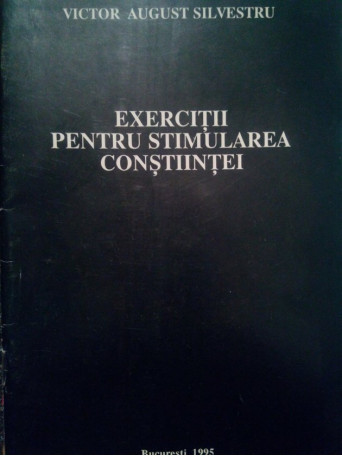 VICTOR AUGUST SILVESTRU
EXERCIȚII
PENTRU STIMULAREA
CONȘTIINȚEI
București 1995